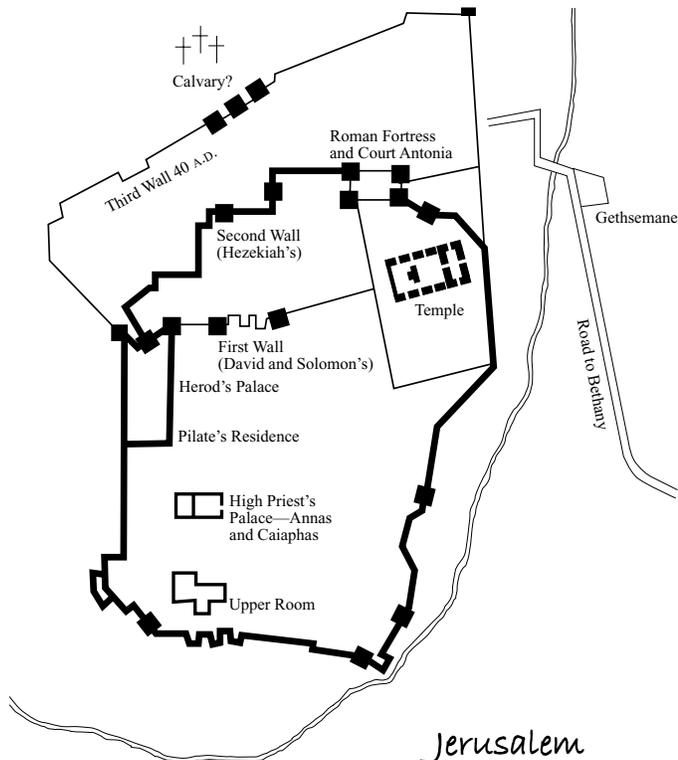 Calvary?
Roman Fortress
and Court Antonia
Third Wall 40 A.D.
Gethsemane
Second Wall
(Hezekiah's)
Temple
First Wall
(David and Solomon's)
Road to Bethany
Herod's Palace
Pilate's Residence
High Priest's
Palace—Annas
and Caiaphas
Upper Room
Jerusalem